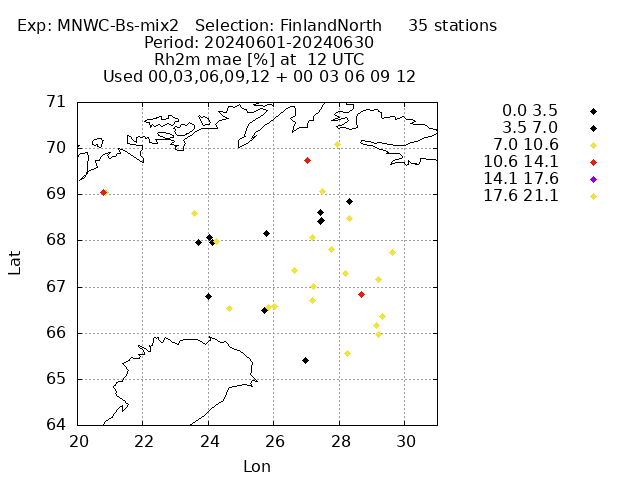 Exp: MNWC-Bs-mix2   Selection: FinlandNorth     35 stations
Period: 20240601-20240630
Rh2m mae [%] at  12 UTC
Used 00,03,06,09,12 + 00 03 06 09 12
0.0 3.5
3.5 7.0
7.0 10.6
10.6 14.1
14.1 17.6
17.6 21.1
71
70
69
68
67
66
65
64
Lat
20 22 24 26 28 30
Lon